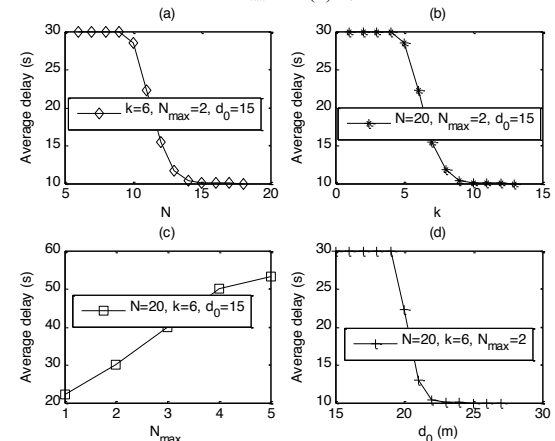 (a)
30
25
20
15
10
5
10
15
20
N
Average delay (s)
k=6, N_max=2, d_0=15
(b)
30
25
20
15
10
0
5
10
15
k
Average delay (s)
N=20, N_max=2, d_0=15
(c)
60
50
40
30
20
1
2
3
4
5
N_max
Average delay (s)
N=20, k=6, d_0=15
(d)
30
25
20
15
10
15
20
25
30
d_0 (m)
Average delay (s)
N=20, k=6, N_max=2